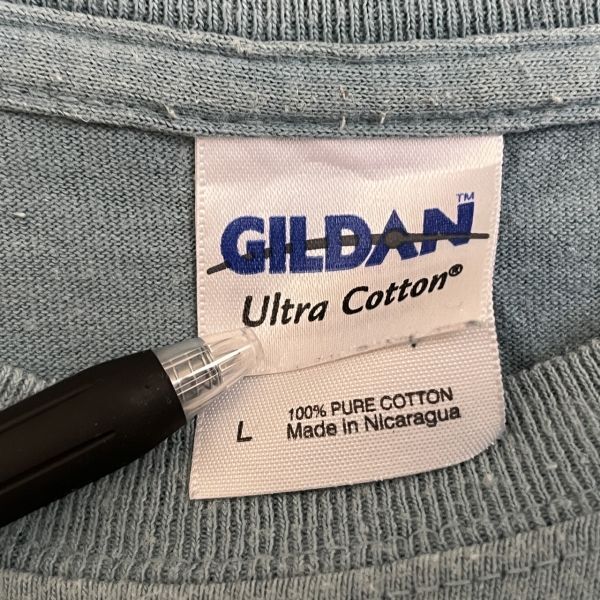 GILDAN™
Ultra Cotton®
L 100% PURE COTTON
Made in Nicaragua